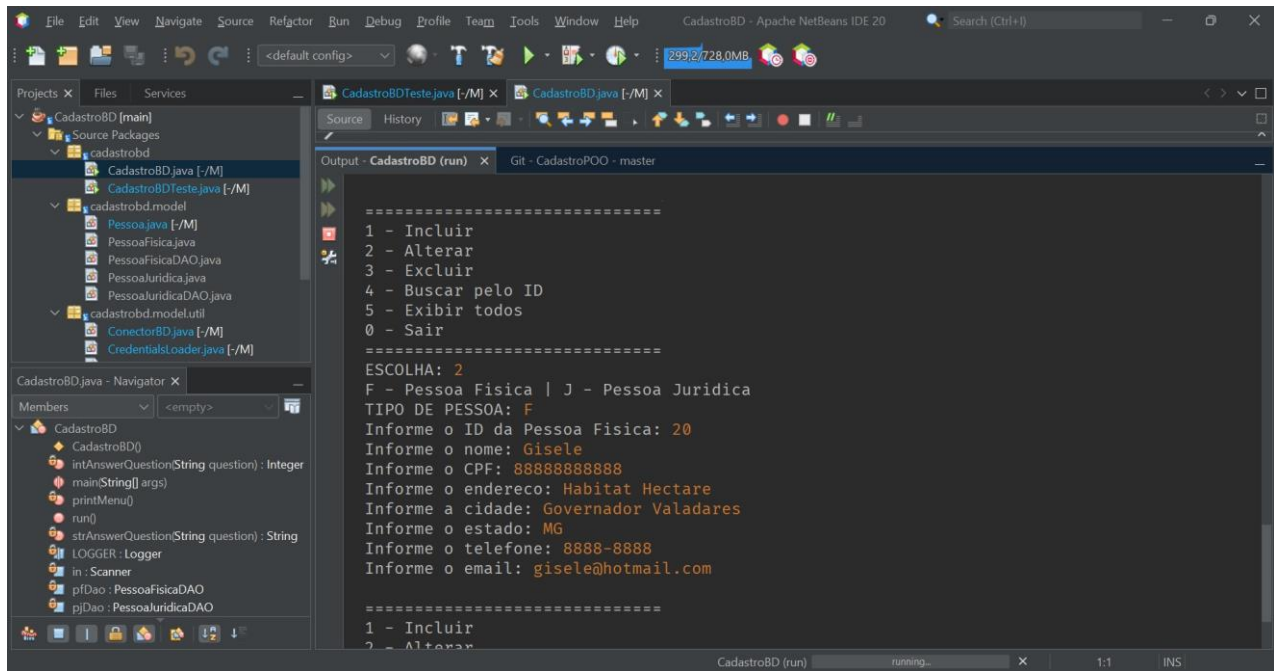 File Edit View Navigate Source Refactor Run Debug Profile Team Tools Window Help CadastroBD - Apache NetBeans IDE 20 Search (Ctrl+I)
<default config> 299,2/728,0MB
Projects Files Services
CadastroBD [main]
Source Packages
cadastrobd
CadastroBD.java [-/M]
CadastroBDTeste.java [-/M]
cadastrobd.model
Pessoa.java [-/M]
PessoaFisica.java
PessoaFisicaDAO.java
PessoaJuridica.java
PessoaJuridicaDAO.java
cadastrobd.model.util
ConectorBD.java [-/M]
CredentialsLoader.java [-/M]
CadastroBD.java - Navigator
Members <empty>
CadastroBD
CadastroBD()
intAnswerQuestion(String question) : Integer
main(String[] args)
printMenu()
run()
strAnswerQuestion(String question) : String
LOGGER : Logger
in : Scanner
pfDao : PessoaFisicaDAO
pjDao : PessoaJuridicaDAO
CadastroBDTeste.java [-/M] CadastroBD.java [-/M]
Source History
Output - CadastroBD (run) Git - CadastroPOO - master
==============================
1 - Incluir
2 - Alterar
3 - Excluir
4 - Buscar pelo ID
5 - Exibir todos
0 - Sair
==============================
ESCOLHA: 2
F - Pessoa Fisica | J - Pessoa Juridica
TIPO DE PESSOA: F
Informe o ID da Pessoa Fisica: 20
Informe o nome: Gisele
Informe o CPF: 88888888888
Informe o endereco: Habitat Hectare
Informe a cidade: Governador Valadares
Informe o estado: MG
Informe o telefone: 8888-8888
Informe o email: gisele@hotmail.com
==============================
1 - Incluir
2 - Alterar
CadastroBD (run) running... 1:1 INS